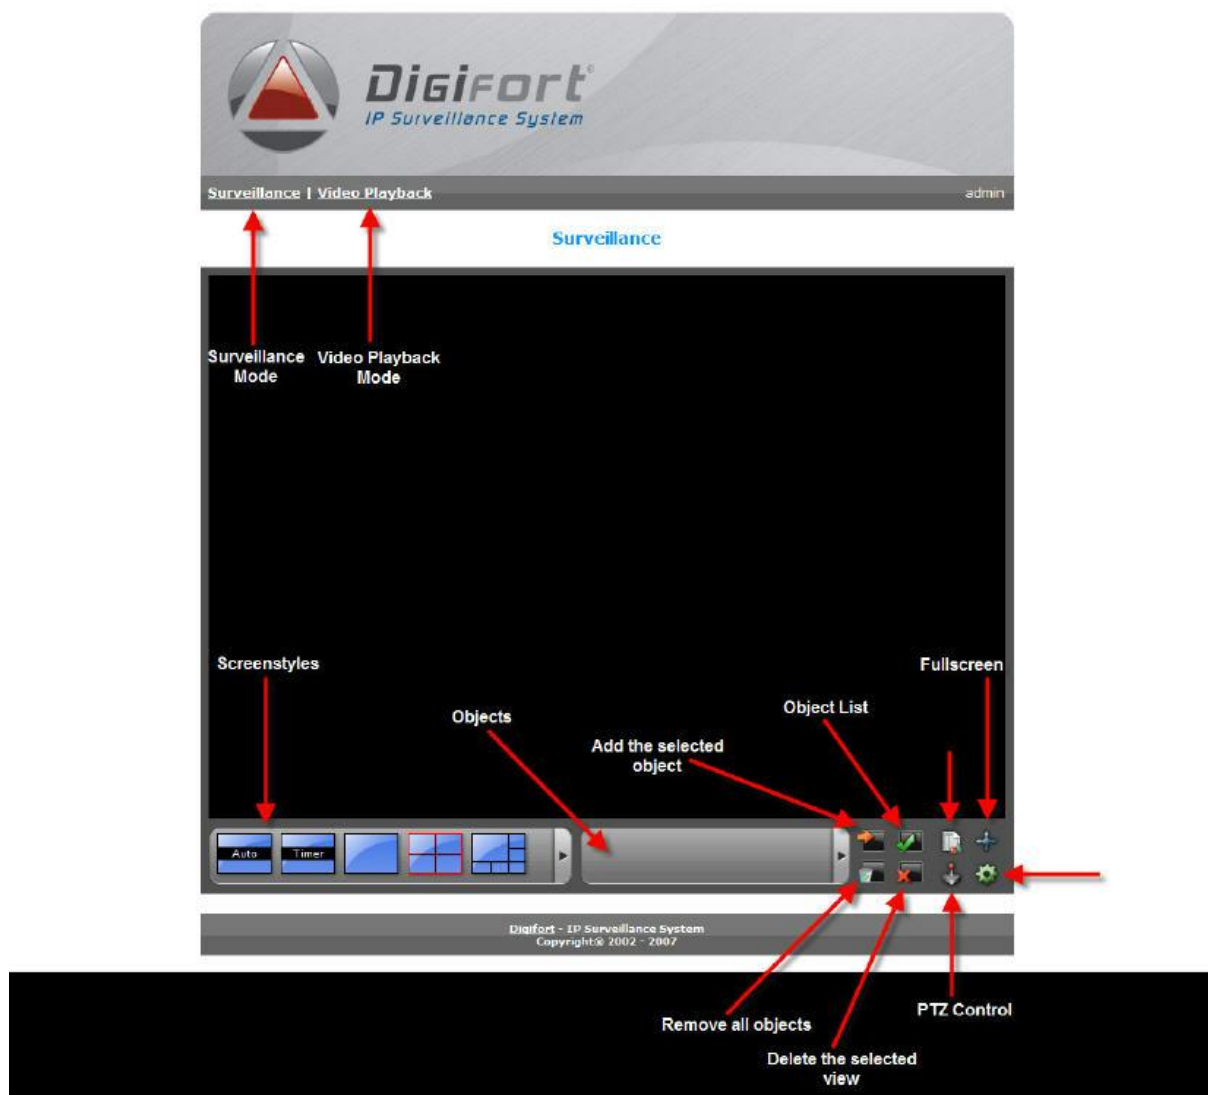 Digifort®
IP Surveillance System
Surveillance | Video Playback
admin
Surveillance
Surveillance
Mode
Video Playback
Mode
Screenstyles
Fullscreen
Objects
Object List
Add the selected
object
Auto
Timer
Digifort - IP Surveillance System
Copyright® 2002 - 2007
PTZ Control
Remove all objects
Delete the selected
view